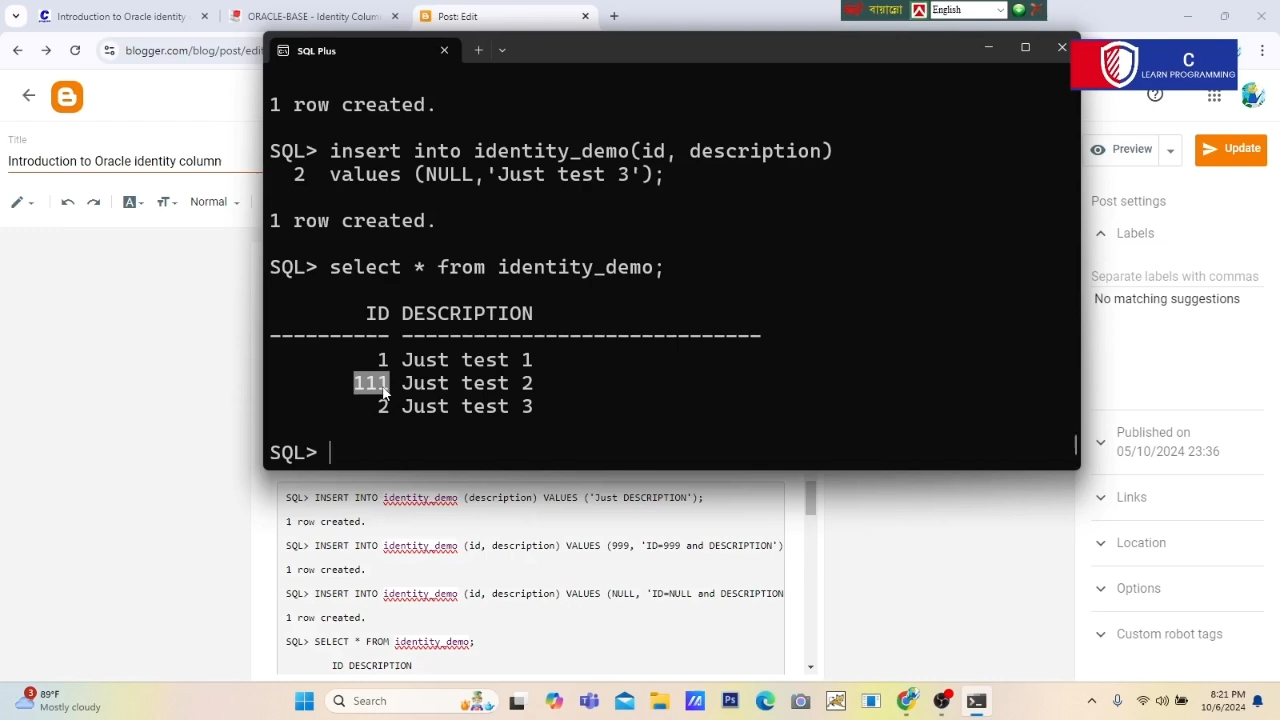 Introduction to Oracle identity column
ORACLE-BASE - Identity Column
Post Edit
বায়ান্নো
English
blogger.com/blog/post/edi
SQL Plus
C
LEARN PROGRAMMING
Title
Introduction to Oracle identity column
Normal
Preview
Update
1 row created.
SQL> insert into identity_demo(id, description)
2 values (NULL,'Just test 3');
1 row created.
SQL> select * from identity_demo;
ID DESCRIPTION
---------- ------------------------------
1 Just test 1
111 Just test 2
2 Just test 3
SQL>
Post settings
Labels
Separate labels with commas
No matching suggestions
Published on
05/10/2024 23:36
Links
Location
Options
Custom robot tags
SQL> INSERT INTO identity_demo (description) VALUES ('Just DESCRIPTION');
1 row created.
SQL> INSERT INTO identity_demo (id, description) VALUES (999, 'ID=999 and DESCRIPTION')
1 row created.
SQL> INSERT INTO identity_demo (id, description) VALUES (NULL, 'ID=NULL and DESCRIPTION
1 row created.
SQL> SELECT * FROM identity_demo;
ID DESCRIPTION
3
89°F
Mostly cloudy
Search
8:21 PM
10/6/2024